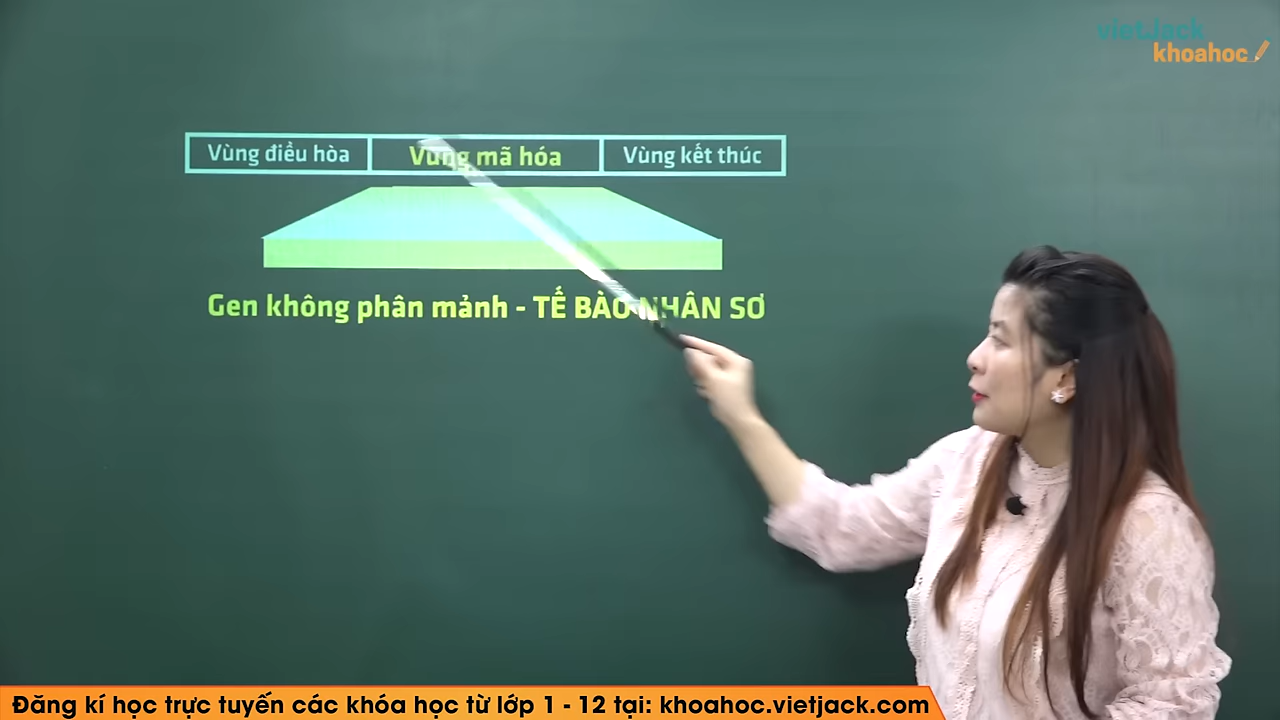 vietJack
khoahoc
Vùng điều hòa Vùng mã hóa Vùng kết thúc
Gen không phân mảnh - TẾ BÀO NHÂN SƠ
Đăng kí học trực tuyến các khóa học từ lớp 1 - 12 tại: khoahoc.vietjack.com